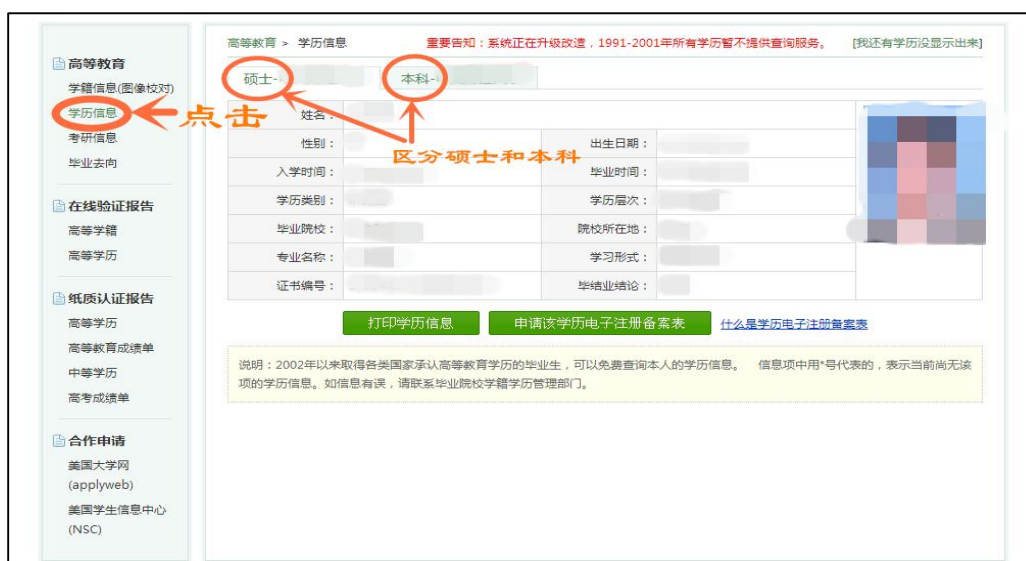 高等教育 > 学历信息
重要告知：系统正在升级改造，1991-2001年所有学历暂不提供查询服务。
[我还有学历没显示出来]
高等教育
学籍信息(图像校对)
学历信息
考研信息
毕业去向
在线验证报告
高等学籍
高等学历
纸质认证报告
高等学历
高等教育成绩单
中等学历
高考成绩单
合作申请
美国大学网
(applyweb)
美国学生信息中心
(NSC)
点击
硕士-
本科-
区分硕士和本科
姓名：
性别：
出生日期：
入学时间：
毕业时间：
学历类别：
学历层次：
毕业院校：
院校所在地：
专业名称：
学习形式：
证书编号：
毕结业结论：
打印学历信息
申请该学历电子注册备案表
什么是学历电子注册备案表
说明：2002年以来取得各类国家承认高等教育学历的毕业生，可以免费查询本人的学历信息。 信息项中用*号代表的，表示当前尚无该
项的学历信息。如信息有误，请联系毕业院校学籍学历管理部门。